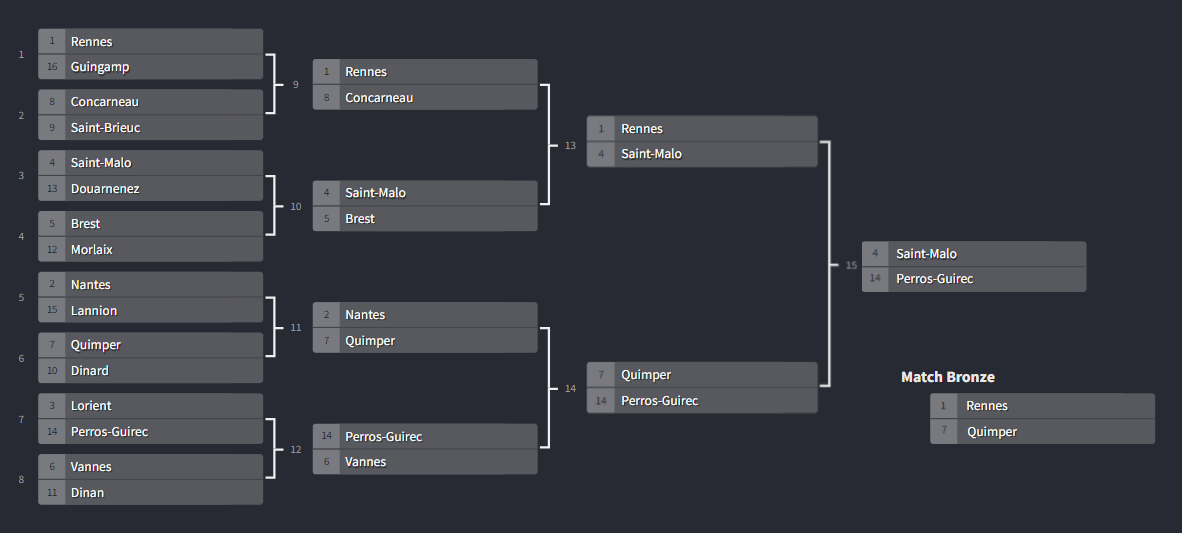 1
1 Rennes
16 Guingamp
2
8 Concarneau
9 Saint-Brieuc
3
4 Saint-Malo
13 Douarnenez
4
5 Brest
12 Morlaix
5
2 Nantes
15 Lannion
6
7 Quimper
10 Dinard
7
3 Lorient
14 Perros-Guirec
8
6 Vannes
11 Dinan
9
1 Rennes
8 Concarneau
10
4 Saint-Malo
5 Brest
11
2 Nantes
7 Quimper
12
14 Perros-Guirec
6 Vannes
13
1 Rennes
4 Saint-Malo
14
7 Quimper
14 Perros-Guirec
15
4 Saint-Malo
14 Perros-Guirec
Match Bronze
1 Rennes
7 Quimper